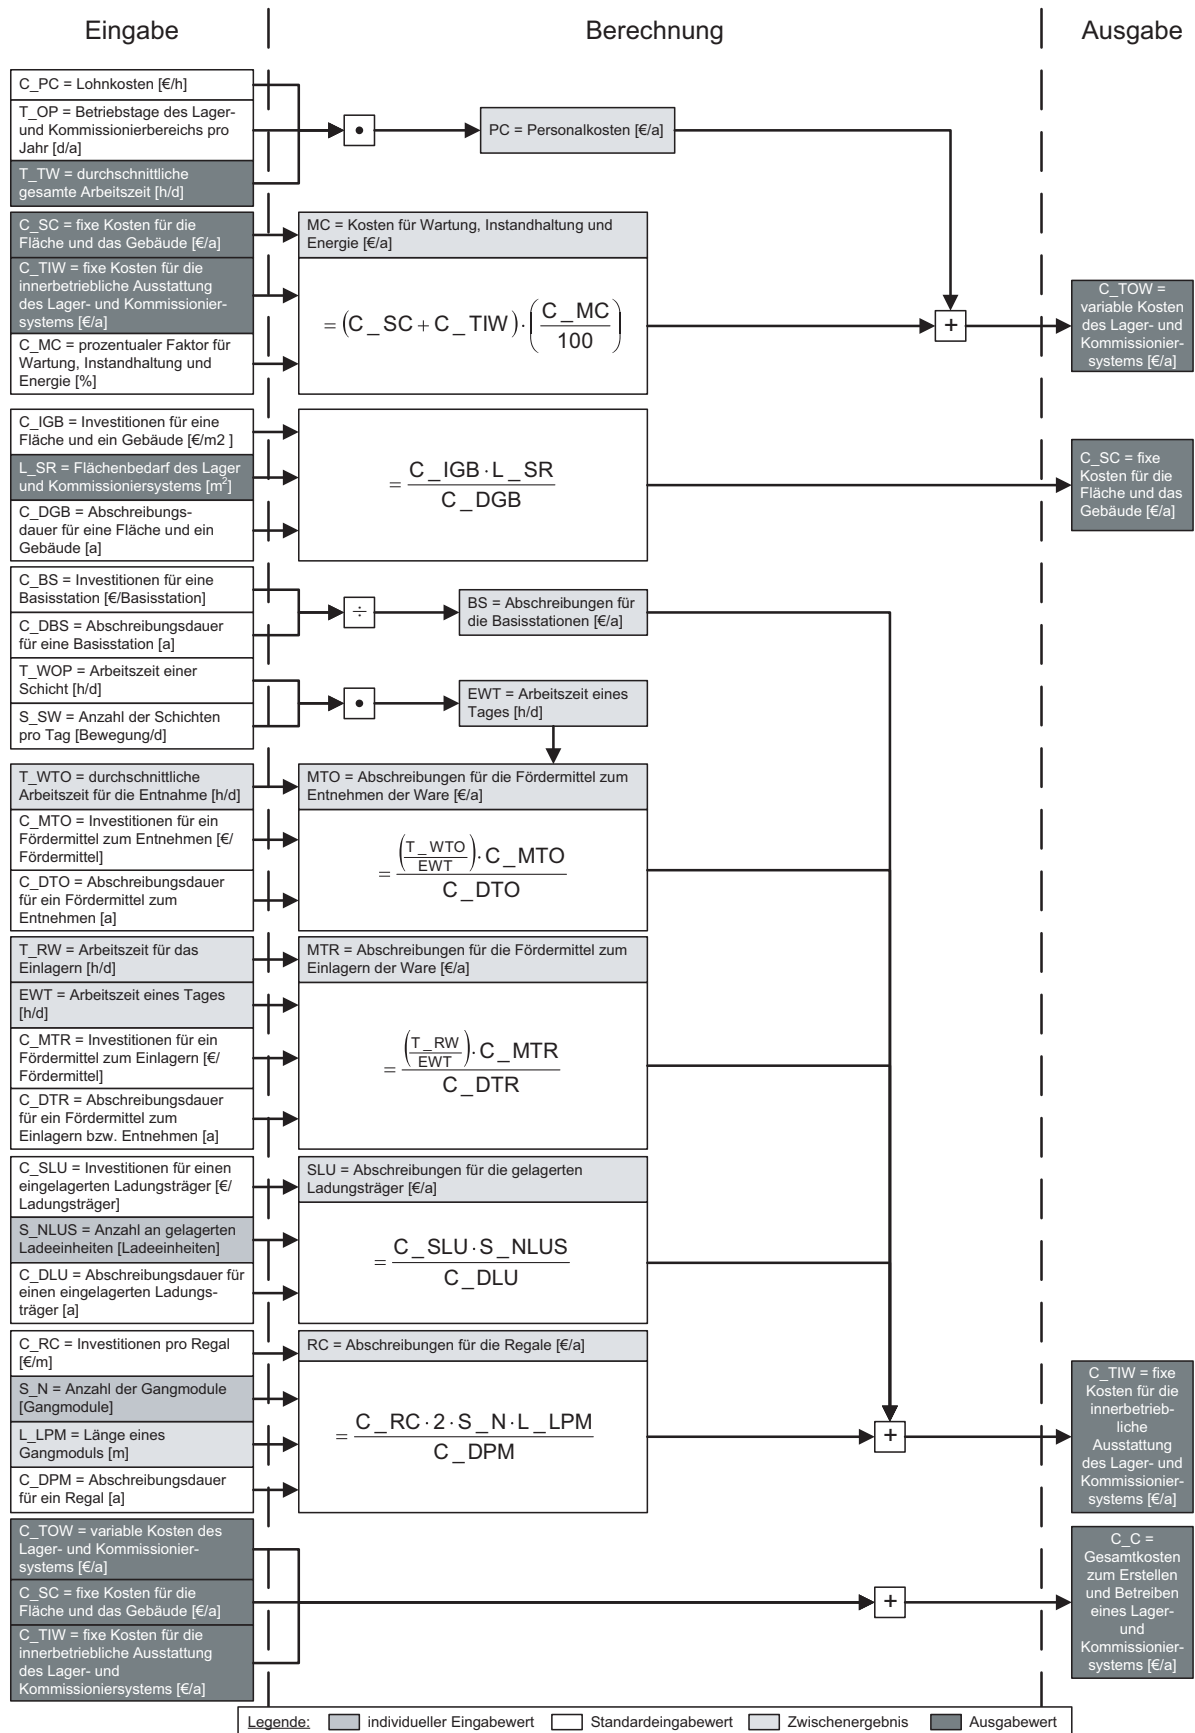 Eingabe
Berechnung
Ausgabe
C_PC = Lohnkosten [€/h]
T_OP = Betriebstage des Lager-
und Kommissionierbereichs pro
Jahr [d/a]
T_TW = durchschnittliche
gesamte Arbeitszeit [h/d]
•
PC = Personalkosten [€/a]
C_SC = fixe Kosten für die
Fläche und das Gebäude [€/a]
C_TIW = fixe Kosten für die
innerbetriebliche Ausstattung
des Lager- und Kommissionier-
systems [€/a]
C_MC = prozentualer Faktor für
Wartung, Instandhaltung und
Energie [%]
MC = Kosten für Wartung, Instandhaltung und
Energie [€/a]
= (C_SC + C_TIW) · (C_MC / 100)
+
C_TOW =
variable Kosten
des Lager- und
Kommissionier-
systems [€/a]
C_IGB = Investitionen für eine
Fläche und ein Gebäude [€/m2 ]
L_SR = Flächenbedarf des Lager
und Kommissioniersystems [m²]
C_DGB = Abschreibungs-
dauer für eine Fläche und ein
Gebäude [a]
= C_IGB · L_SR / C_DGB
C_SC = fixe
Kosten für die
Fläche und das
Gebäude [€/a]
C_BS = Investitionen für eine
Basisstation [€/Basisstation]
C_DBS = Abschreibungsdauer
für eine Basisstation [a]
÷
BS = Abschreibungen für
die Basisstationen [€/a]
T_WOP = Arbeitszeit einer
Schicht [h/d]
S_SW = Anzahl der Schichten
pro Tag [Bewegung/d]
•
EWT = Arbeitszeit eines
Tages [h/d]
T_WTO = durchschnittliche
Arbeitszeit für die Entnahme [h/d]
C_MTO = Investitionen für ein
Fördermittel zum Entnehmen [€/
Fördermittel]
C_DTO = Abschreibungsdauer
für ein Fördermittel zum
Entnehmen [a]
MTO = Abschreibungen für die Fördermittel zum
Entnehmen der Ware [€/a]
= (T_WTO / EWT) · C_MTO / C_DTO
T_RW = Arbeitszeit für das
Einlagern [h/d]
EWT = Arbeitszeit eines Tages
[h/d]
C_MTR = Investitionen für ein
Fördermittel zum Einlagern [€/
Fördermittel]
C_DTR = Abschreibungsdauer
für ein Fördermittel zum
Einlagern bzw. Entnehmen [a]
MTR = Abschreibungen für die Fördermittel zum
Einlagern der Ware [€/a]
= (T_RW / EWT) · C_MTR / C_DTR
C_SLU = Investitionen für einen
eingelagerten Ladungsträger [€/
Ladungsträger]
S_NLUS = Anzahl an gelagerten
Ladeeinheiten [Ladeeinheiten]
C_DLU = Abschreibungsdauer für
einen eingelagerten Ladungs-
träger [a]
SLU = Abschreibungen für die gelagerten
Ladungsträger [€/a]
= C_SLU · S_NLUS / C_DLU
C_RC = Investitionen pro Regal
[€/m]
S_N = Anzahl der Gangmodule
[Gangmodule]
L_LPM = Länge eines
Gangmoduls [m]
C_DPM = Abschreibungsdauer
für ein Regal [a]
RC = Abschreibungen für die Regale [€/a]
= C_RC · 2 · S_N · L_LPM / C_DPM
+
C_TIW = fixe
Kosten für die
innerbetrieb-
liche
Ausstattung
des Lager- und
Kommissionier-
systems [€/a]
C_TOW = variable Kosten des
Lager- und Kommissionier-
systems [€/a]
C_SC = fixe Kosten für die
Fläche und das Gebäude [€/a]
C_TIW = fixe Kosten für die
innerbetriebliche Ausstattung
des Lager- und
Kommissioniersystems [€/a]
+
C_C =
Gesamtkosten
zum Erstellen
und Betreiben
eines Lager-
und
Kommissionier-
systems [€/a]
Legende: individueller Eingabewert Standardeingabewert Zwischenergebnis Ausgabewert